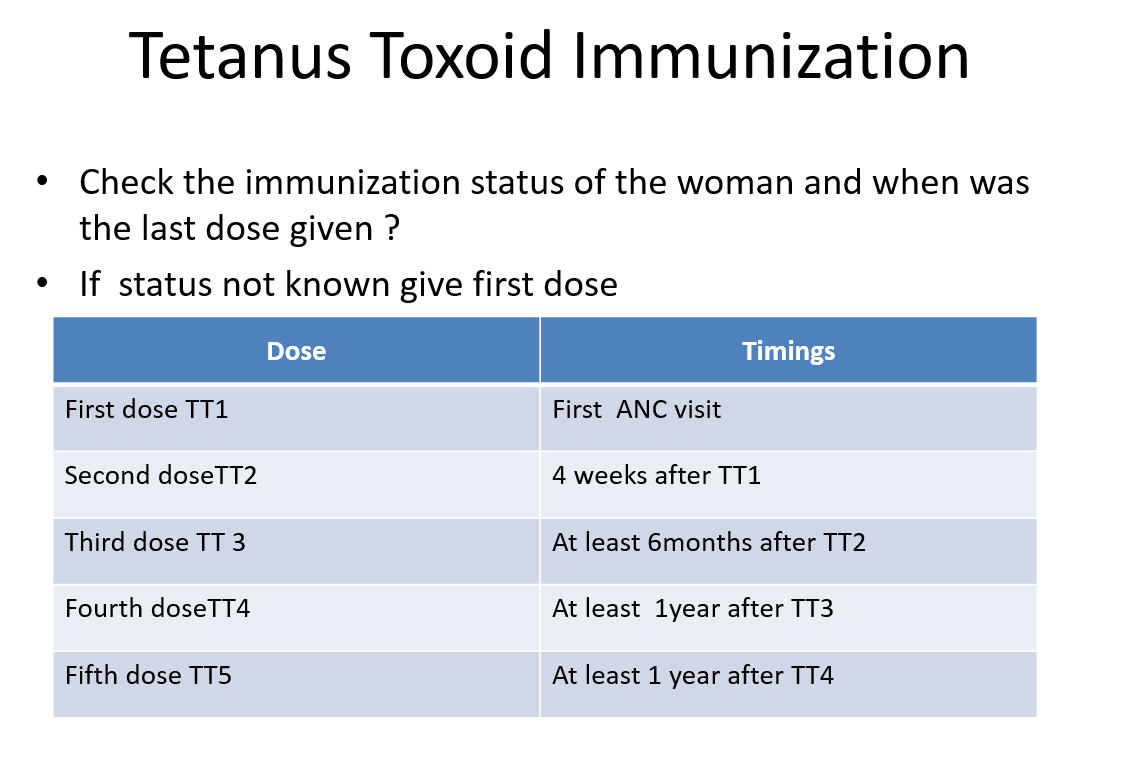 Tetanus Toxoid Immunization
• Check the immunization status of the woman and when was
the last dose given ?
• If  status not known give first dose
Dose Timings
First dose TT1 First  ANC visit
Second doseTT2 4 weeks after TT1
Third dose TT 3 At least 6months after TT2
Fourth doseTT4 At least  1year after TT3
Fifth dose TT5 At least 1 year after TT4